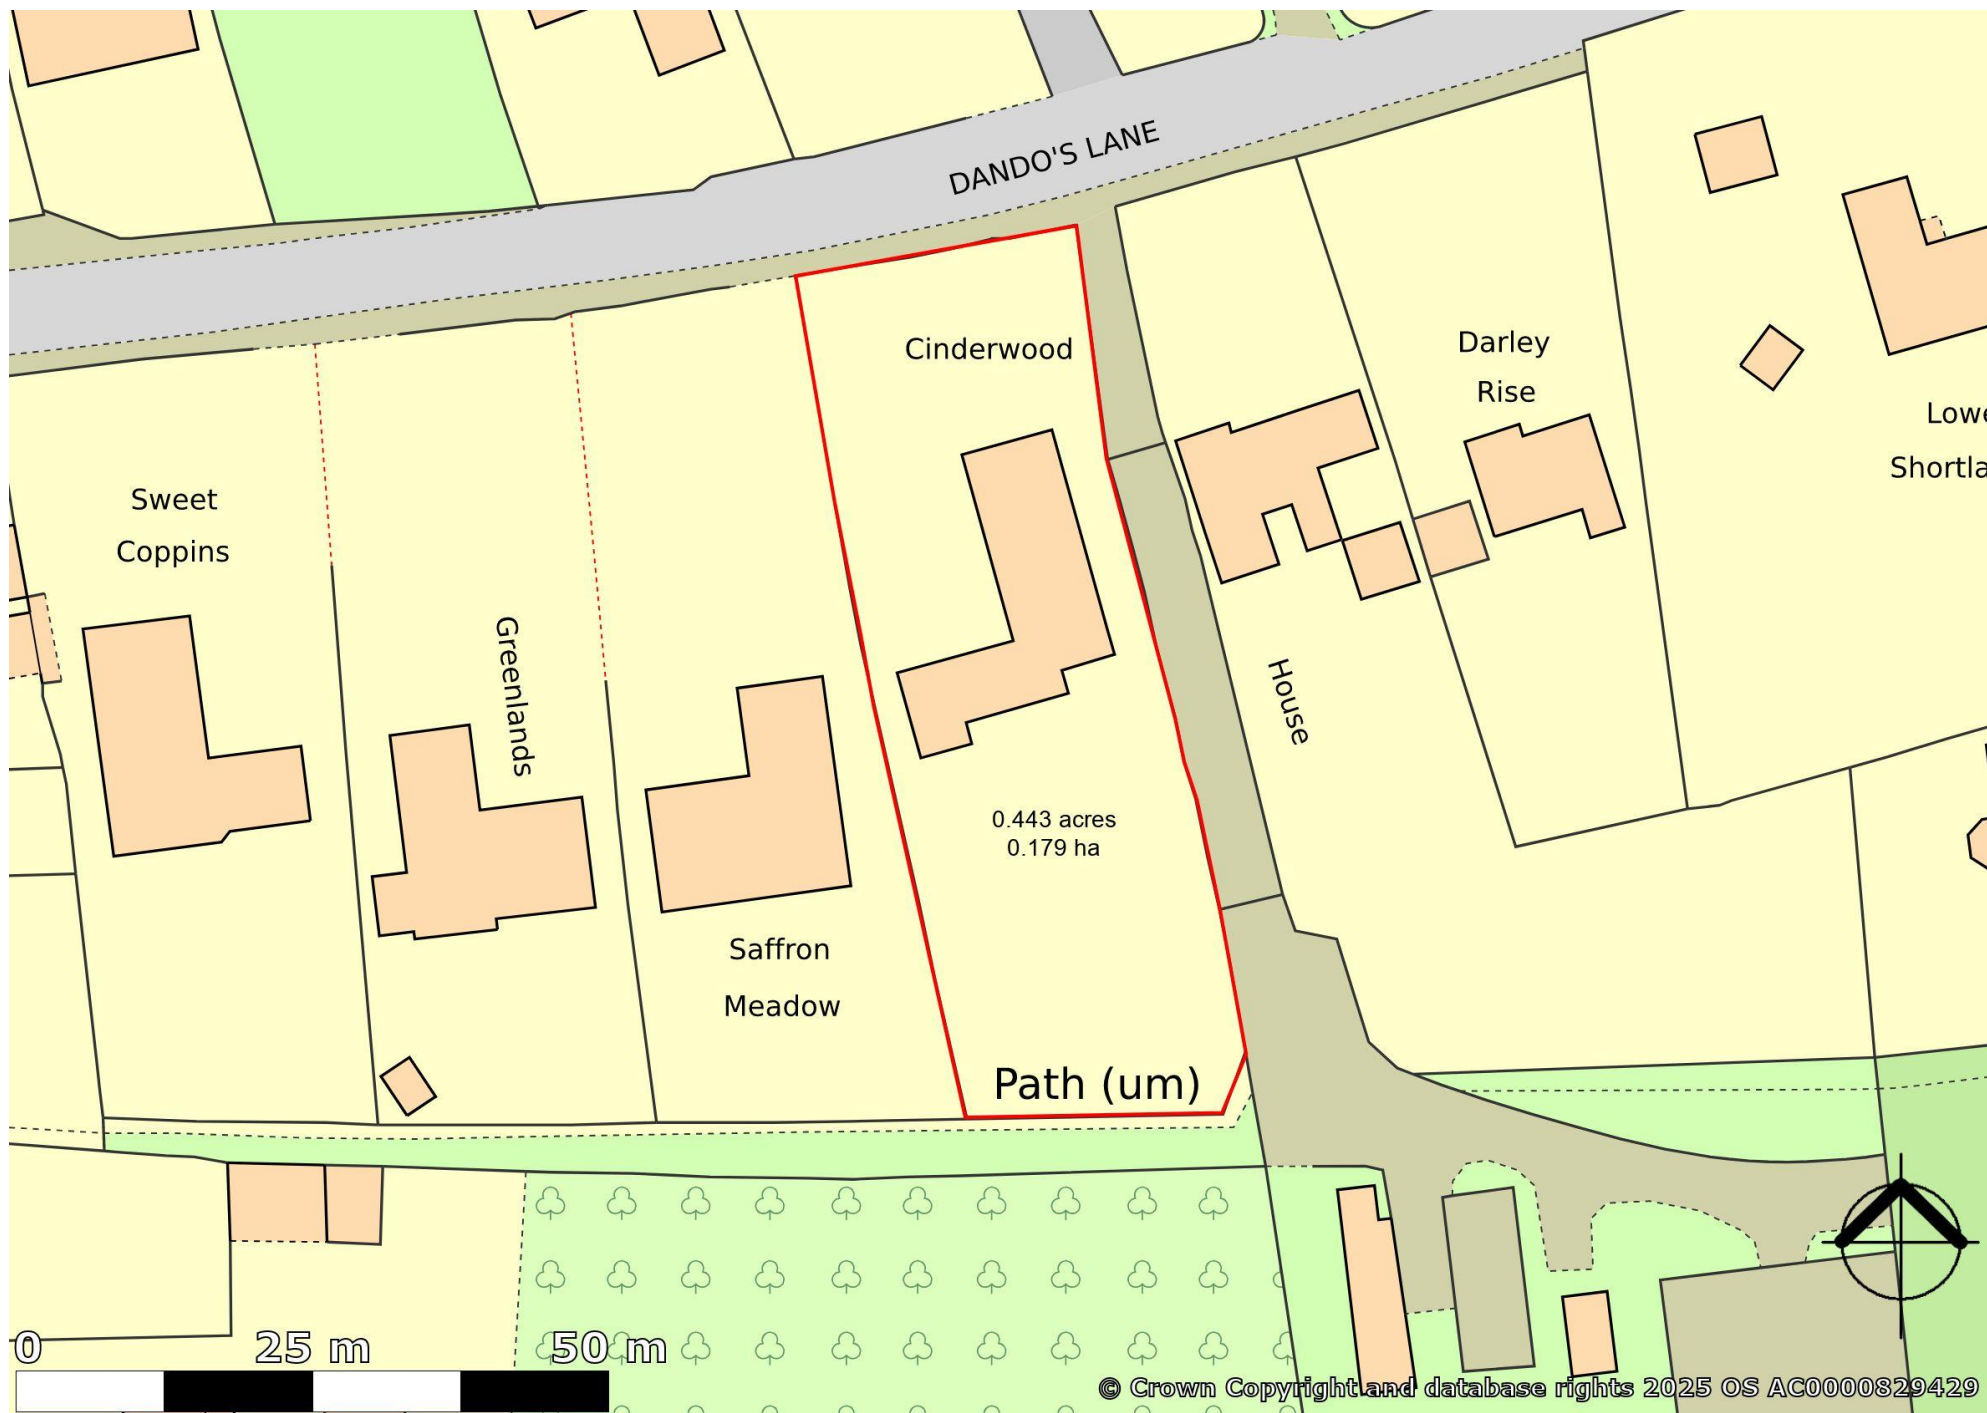 DANDO'S LANE
Cinderwood
Darley
Rise
Lowe
Shortla
Sweet
Coppins
Greenlands
House
0.443 acres
0.179 ha
Saffron
Meadow
Path (um)
0 25 m 50 m
© Crown Copyright and database rights 2025 OS AC0000829429